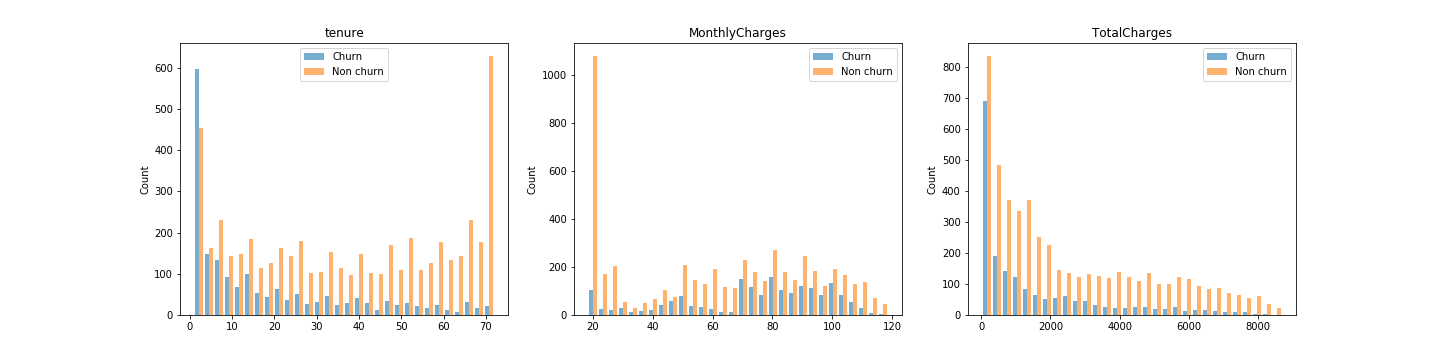 tenure
Churn
Non churn
Count
600
500
400
300
200
100
0
0 10 20 30 40 50 60 70
MonthlyCharges
Churn
Non churn
Count
1000
800
600
400
200
0
20 40 60 80 100 120
TotalCharges
Churn
Non churn
Count
800
700
600
500
400
300
200
100
0
0 2000 4000 6000 8000